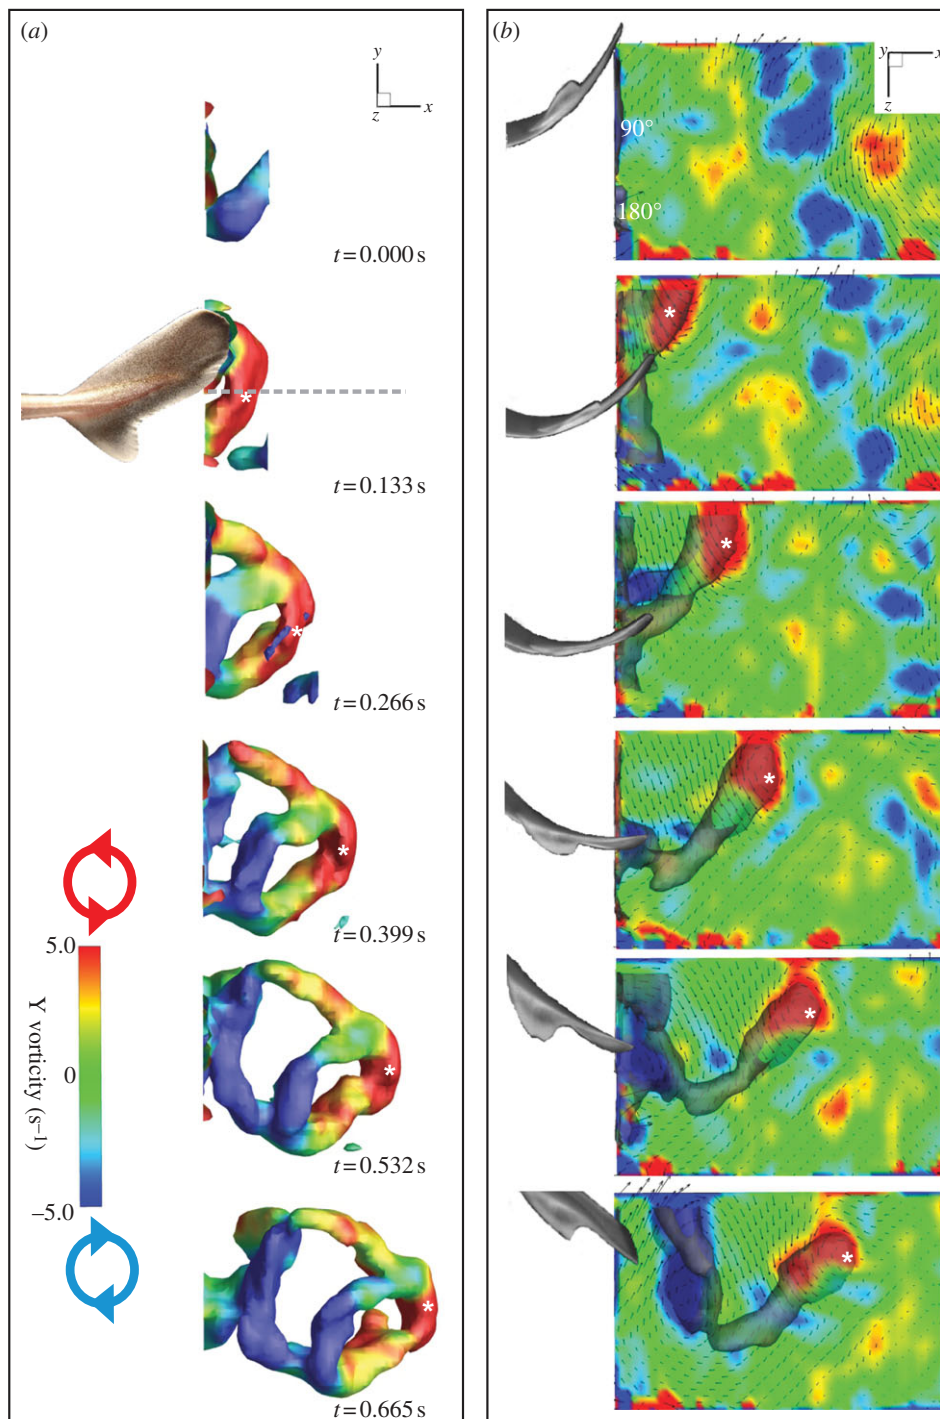 (a)
y
x
z
t = 0.000 s
*
t = 0.133 s
*
t = 0.266 s
*
t = 0.399 s
*
t = 0.532 s
*
t = 0.665 s
5.0
0
–5.0
Y vorticity (s⁻¹)
(b)
y
x
z
90°
180°
*
*
*
*
*